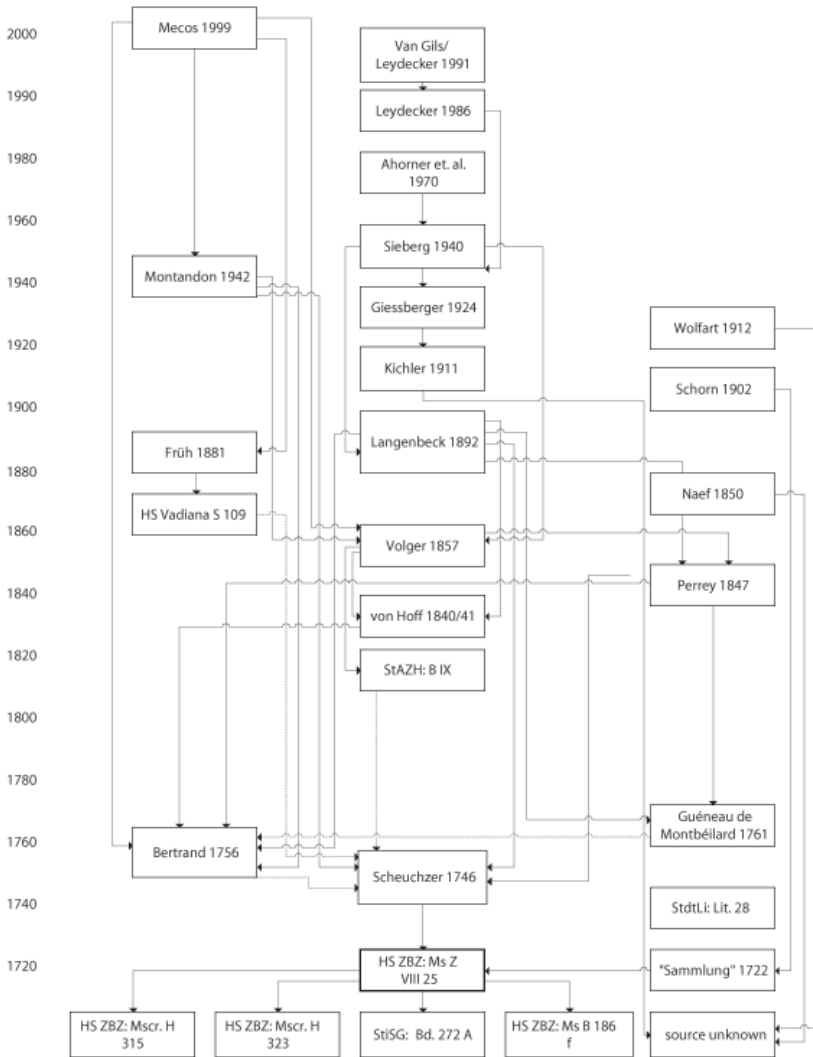 2000
Mecos 1999
Van Gils/
Leydecker 1991
1990
Leydecker 1986
1980
Ahorner et. al.
1970
1960
Sieberg 1940
1940
Montandon 1942
Giessberger 1924
Wolfart 1912
1920
Kichler 1911
Schorn 1902
1900
Langenbeck 1892
Früh 1881
1880
Naef 1850
HS Vadiana S 109
1860
Volger 1857
Perrey 1847
1840
von Hoff 1840/41
1820
StAZH: B IX
1800
1780
Guéneau de
Montbéilard 1761
1760
Bertrand 1756
Scheuchzer 1746
1740
StdtLi: Lit. 28
1720
HS ZBZ: Ms Z
VIII 25
"Sammlung" 1722
HS ZBZ: Mscr. H
315
HS ZBZ: Mscr. H
323
StiSG: Bd. 272 A
HS ZBZ: Ms B 186
f
source unknown